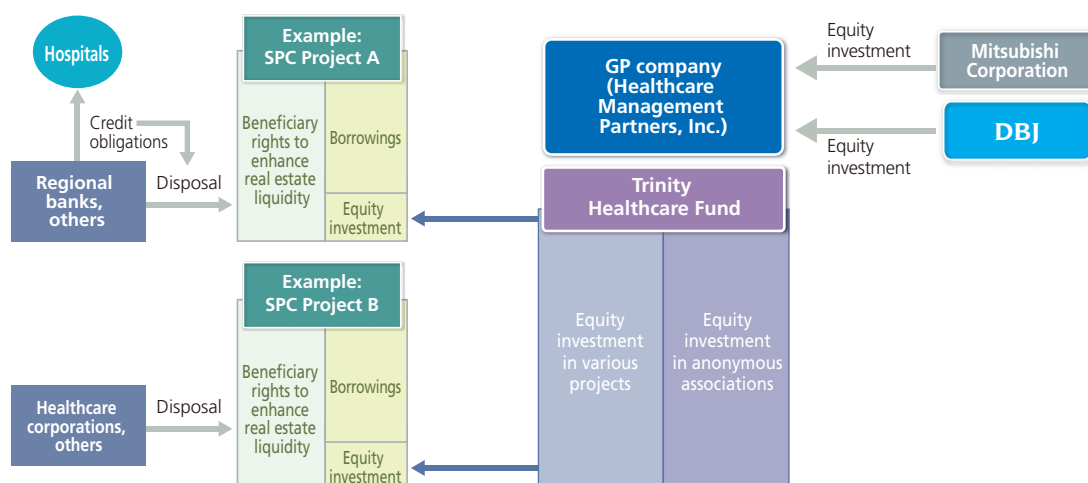 Hospitals
Credit
obligations
Regional
banks,
others
Disposal
Example:
SPC Project A
Beneficiary
rights to
enhance
real estate
liquidity
Borrowings
Equity
investment
GP company
(Healthcare
Management
Partners, Inc.)
Equity
investment
Mitsubishi
Corporation
DBJ
Equity
investment
Trinity
Healthcare Fund
Equity
investment
in various
projects
Equity
investment
in anonymous
associations
Healthcare
corporations,
others
Disposal
Example:
SPC Project B
Beneficiary
rights to
enhance
real estate
liquidity
Borrowings
Equity
investment